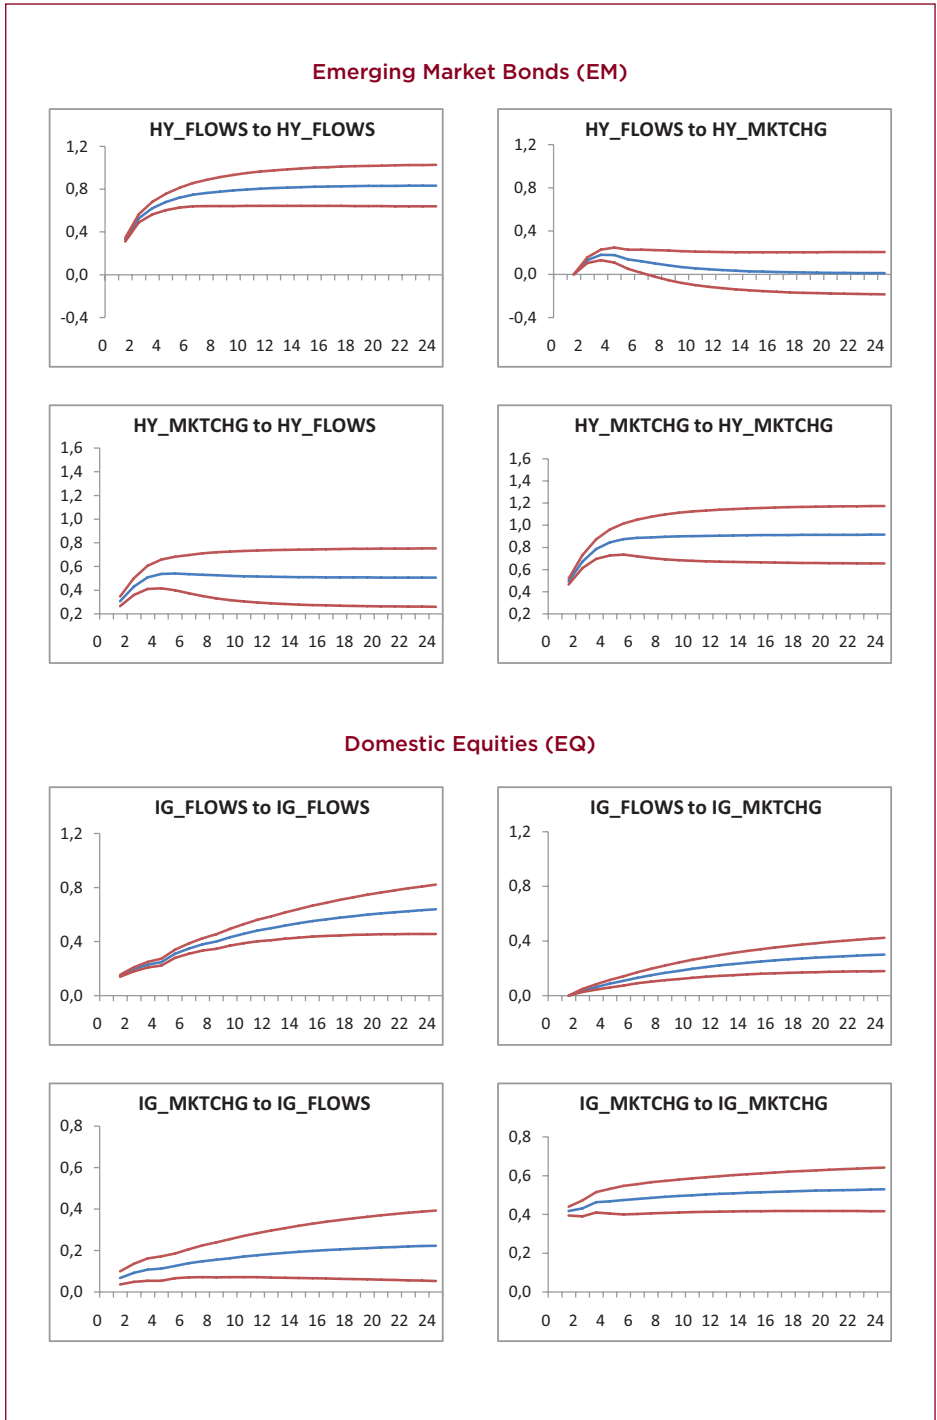 Emerging Market Bonds (EM)
HY_FLOWS to HY_FLOWS
1,2
0,8
0,4
0,0
-0,4
0 2 4 6 8 10 12 14 16 18 20 22 24
HY_FLOWS to HY_MKTCHG
1,2
0,8
0,4
0,0
-0,4
0 2 4 6 8 10 12 14 16 18 20 22 24
HY_MKTCHG to HY_FLOWS
1,6
1,4
1,2
1,0
0,8
0,6
0,4
0,2
0 2 4 6 8 10 12 14 16 18 20 22 24
HY_MKTCHG to HY_MKTCHG
1,6
1,4
1,2
1,0
0,8
0,6
0,4
0,2
0 2 4 6 8 10 12 14 16 18 20 22 24
Domestic Equities (EQ)
IG_FLOWS to IG_FLOWS
1,2
0,8
0,4
0,0
0 2 4 6 8 10 12 14 16 18 20 22 24
IG_FLOWS to IG_MKTCHG
1,2
0,8
0,4
0,0
0 2 4 6 8 10 12 14 16 18 20 22 24
IG_MKTCHG to IG_FLOWS
0,8
0,6
0,4
0,2
0,0
0 2 4 6 8 10 12 14 16 18 20 22 24
IG_MKTCHG to IG_MKTCHG
0,8
0,6
0,4
0,2
0,0
0 2 4 6 8 10 12 14 16 18 20 22 24